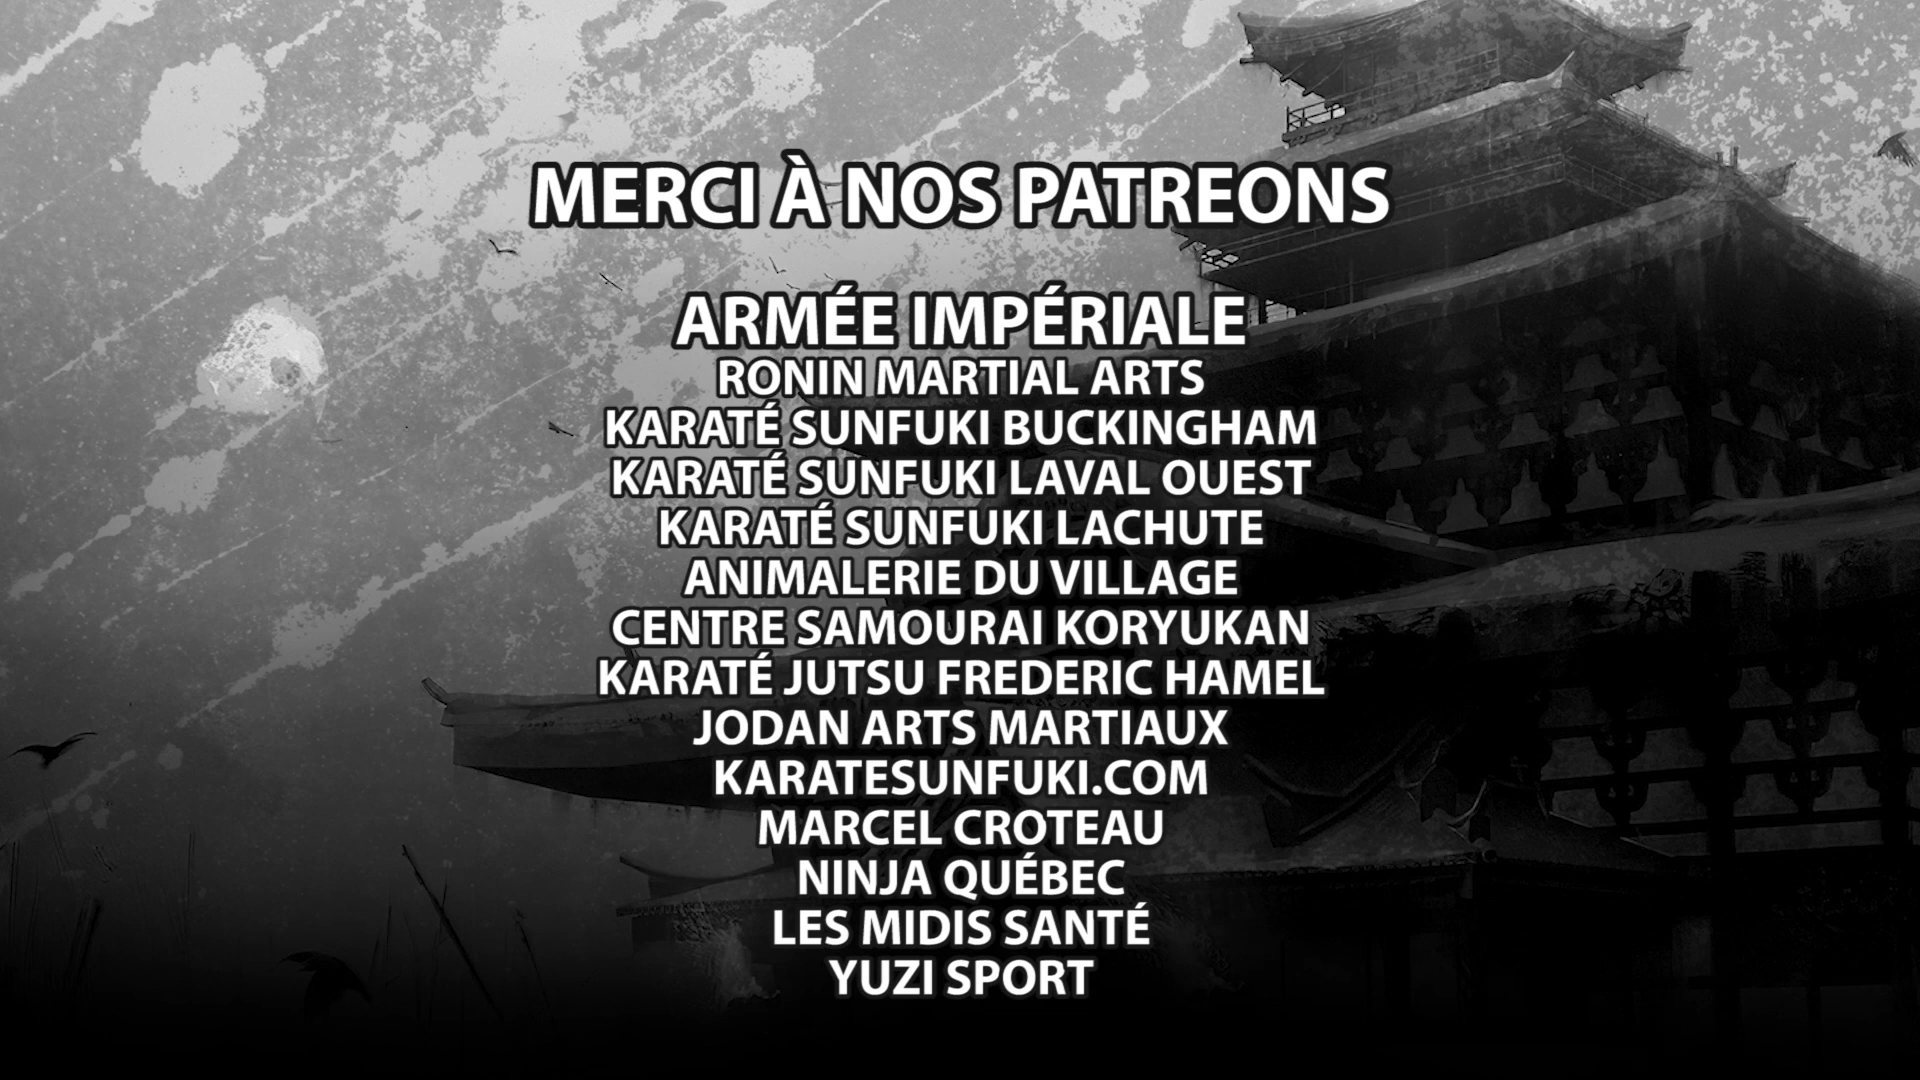 MERCI À NOS PATREONS
ARMÉE IMPÉRIALE
RONIN MARTIAL ARTS
KARATÉ SUNFUKI BUCKINGHAM
KARATÉ SUNFUKI LAVAL OUEST
KARATÉ SUNFUKI LACHUTE
ANIMALERIE DU VILLAGE
CENTRE SAMOURAI KORYUKAN
KARATÉ JUTSU FREDERIC HAMEL
JODAN ARTS MARTIAUX
KARATESUNFUKI.COM
MARCEL CROTEAU
NINJA QUÉBEC
LES MIDIS SANTÉ
YUZI SPORT